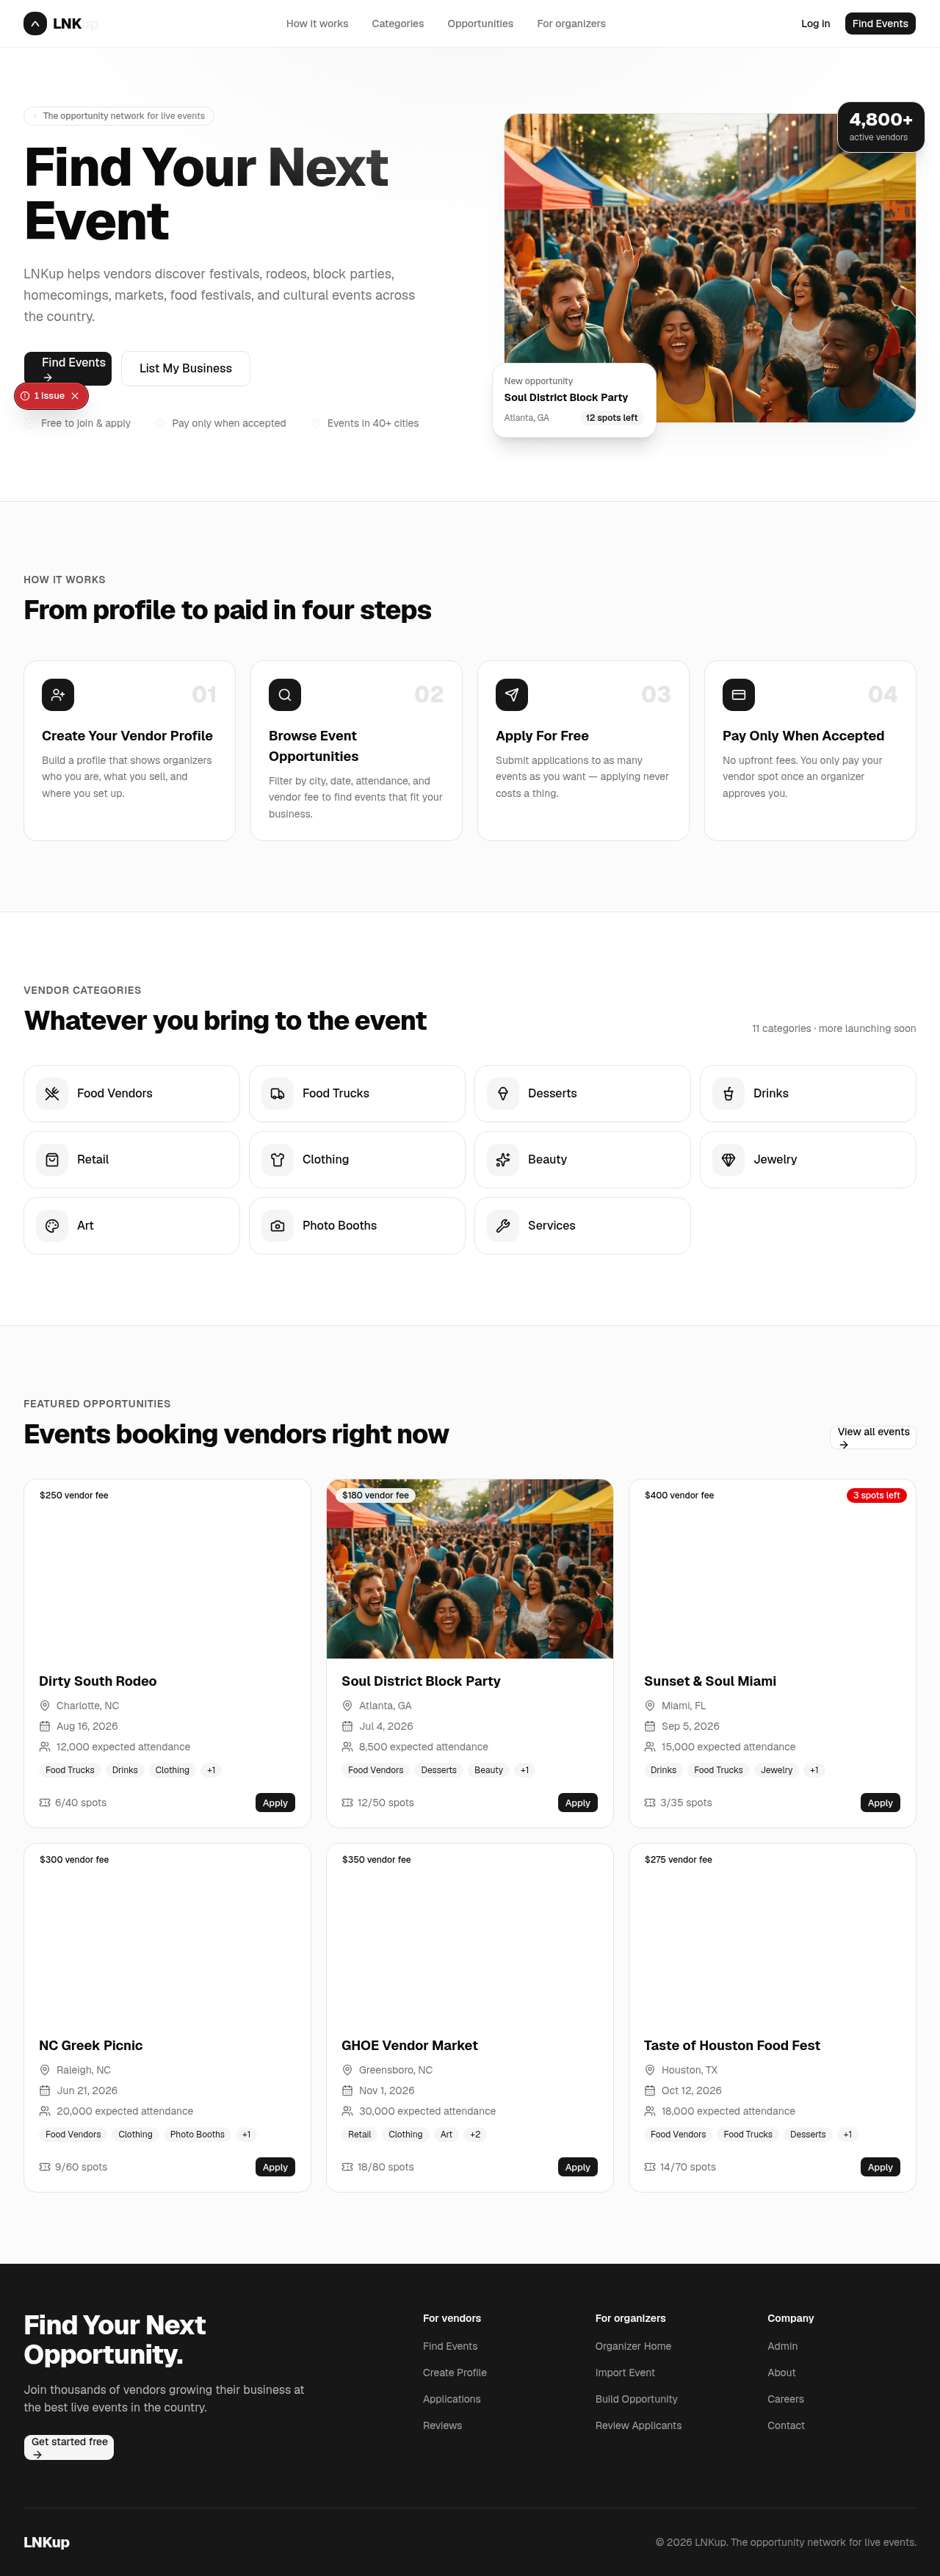 LNKup
How it works
Categories
Opportunities
For organizers
Log in
Find Events
The opportunity network for live events
Find Your Next
Event
LNKup helps vendors discover festivals, rodeos, block parties,
homecomings, markets, food festivals, and cultural events across
the country.
Find Events
→
List My Business
1 Issue
Free to join & apply
Pay only when accepted
Events in 40+ cities
4,800+
active vendors
New opportunity
Soul District Block Party
Atlanta, GA
12 spots left
HOW IT WORKS
From profile to paid in four steps
01
Create Your Vendor Profile
Build a profile that shows organizers
who you are, what you sell, and
where you set up.
02
Browse Event
Opportunities
Filter by city, date, attendance, and
vendor fee to find events that fit your
business.
03
Apply For Free
Submit applications to as many
events as you want — applying never
costs a thing.
04
Pay Only When Accepted
No upfront fees. You only pay your
vendor spot once an organizer
approves you.
VENDOR CATEGORIES
Whatever you bring to the event
11 categories · more launching soon
Food Vendors
Food Trucks
Desserts
Drinks
Retail
Clothing
Beauty
Jewelry
Art
Photo Booths
Services
FEATURED OPPORTUNITIES
Events booking vendors right now
View all events
→
$250 vendor fee
Dirty South Rodeo
Charlotte, NC
Aug 16, 2026
12,000 expected attendance
Food Trucks
Drinks
Clothing
+1
6/40 spots
Apply
$180 vendor fee
Soul District Block Party
Atlanta, GA
Jul 4, 2026
8,500 expected attendance
Food Vendors
Desserts
Beauty
+1
12/50 spots
Apply
$400 vendor fee
3 spots left
Sunset & Soul Miami
Miami, FL
Sep 5, 2026
15,000 expected attendance
Drinks
Food Trucks
Jewelry
+1
3/35 spots
Apply
$300 vendor fee
NC Greek Picnic
Raleigh, NC
Jun 21, 2026
20,000 expected attendance
Food Vendors
Clothing
Photo Booths
+1
9/60 spots
Apply
$350 vendor fee
GHOE Vendor Market
Greensboro, NC
Nov 1, 2026
30,000 expected attendance
Retail
Clothing
Art
+2
18/80 spots
Apply
$275 vendor fee
Taste of Houston Food Fest
Houston, TX
Oct 12, 2026
18,000 expected attendance
Food Vendors
Food Trucks
Desserts
+1
14/70 spots
Apply
Find Your Next
Opportunity.
Join thousands of vendors growing their business at
the best live events in the country.
Get started free
→
For vendors
Find Events
Create Profile
Applications
Reviews
For organizers
Organizer Home
Import Event
Build Opportunity
Review Applicants
Company
Admin
About
Careers
Contact
LNKup
© 2026 LNKup. The opportunity network for live events.